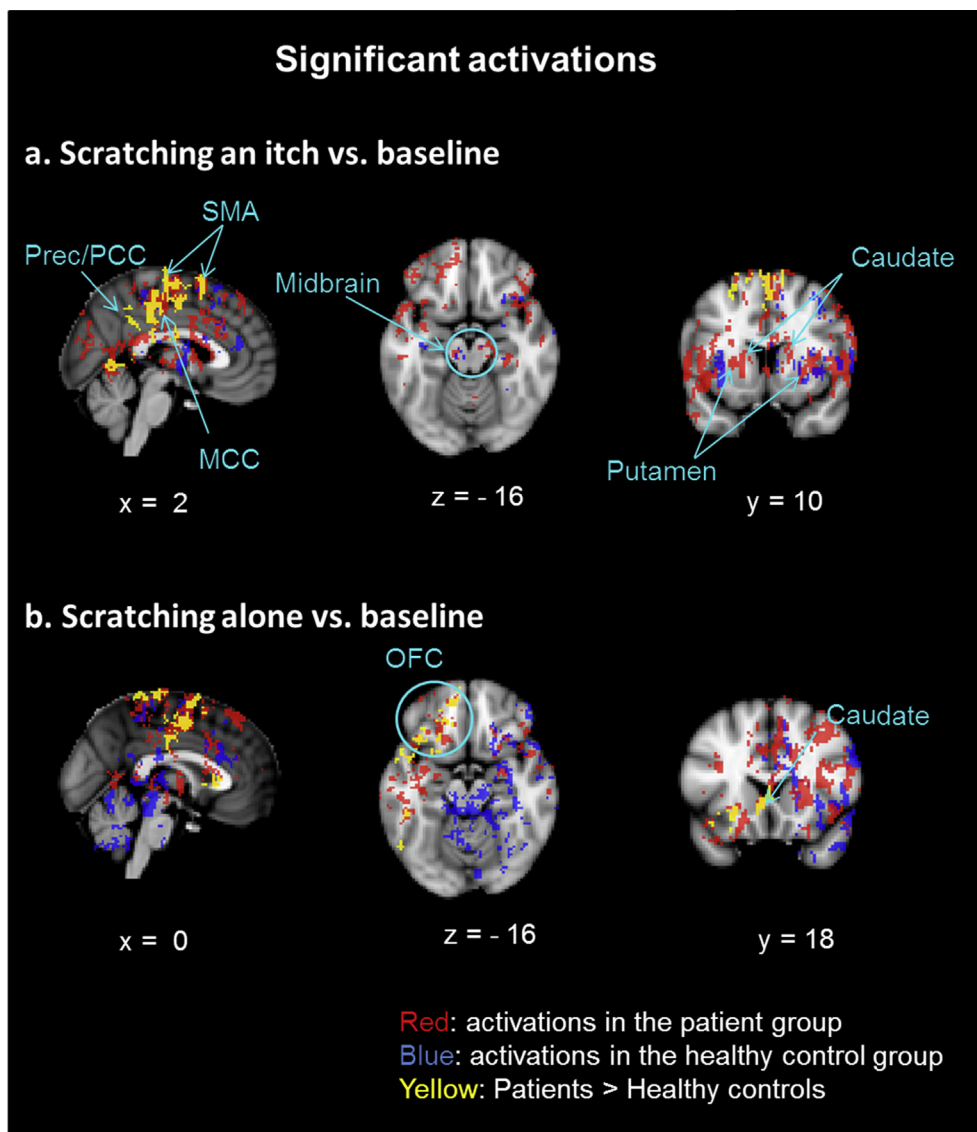 Significant activations
a. Scratching an itch vs. baseline
SMA
Prec/PCC
Midbrain
Caudate
MCC
Putamen
x = 2
z = - 16
y = 10
b. Scratching alone vs. baseline
OFC
Caudate
x = 0
z = - 16
y = 18
Red: activations in the patient group
Blue: activations in the healthy control group
Yellow: Patients > Healthy controls